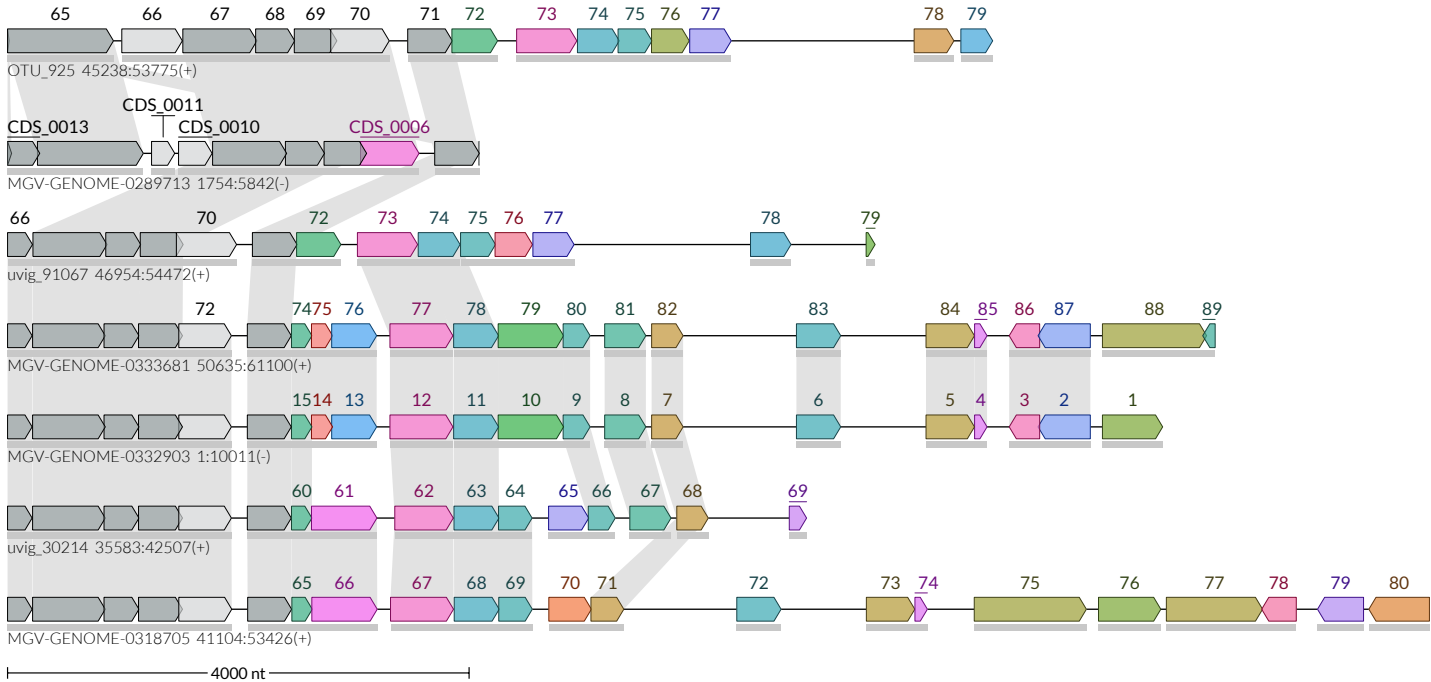 65 66 67 68 69 70 71 72 73 74 75 76 77 78 79
OTU_925 45238:53775(+)
CDS_0011
CDS_0013 CDS_0010 CDS_0006
MGV-GENOME-0289713 1754:5842(-)
66 70 72 73 74 75 76 77 78 79
uvig_91067 46954:54472(+)
72 74 75 76 77 78 79 80 81 82 83 84 85 86 87 88 89
MGV-GENOME-0333681 50635:61100(+)
15 14 13 12 11 10 9 8 7 6 5 4 3 2 1
MGV-GENOME-0332903 1:10011(-)
60 61 62 63 64 65 66 67 68 69
uvig_30214 35583:42507(+)
65 66 67 68 69 70 71 72 73 74 75 76 77 78 79 80
MGV-GENOME-0318705 41104:53426(+)
4000 nt